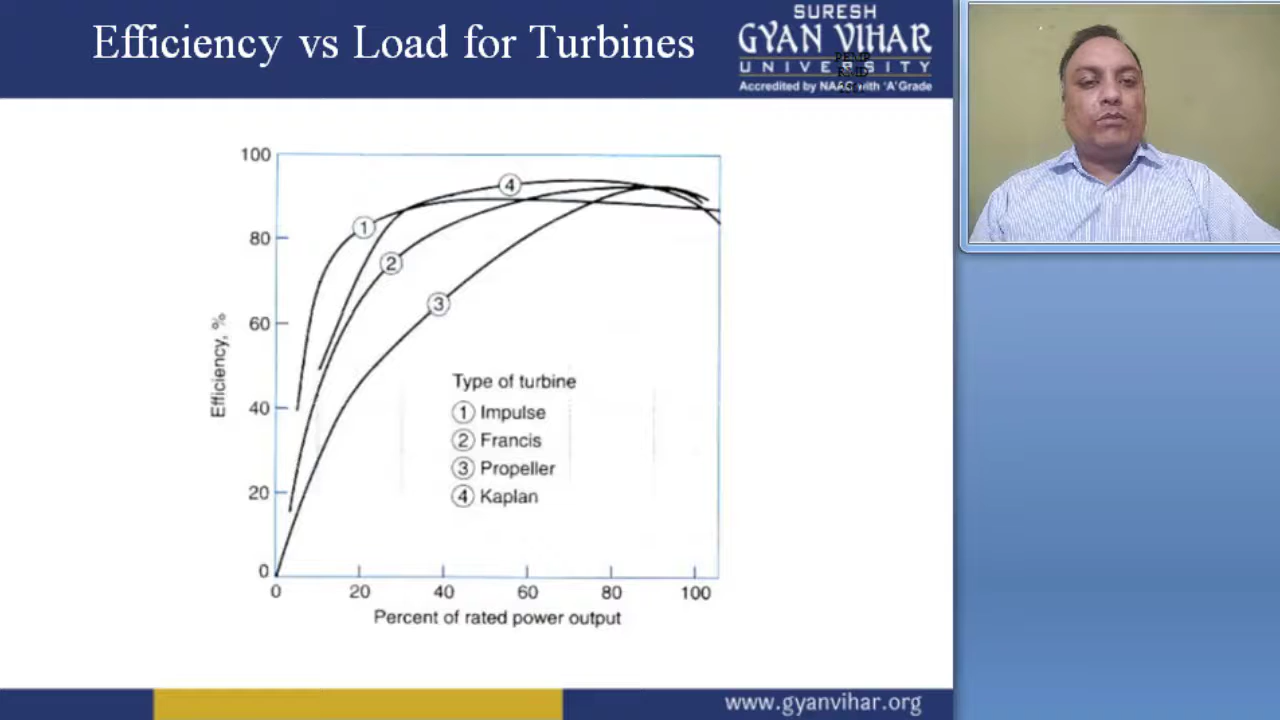 Efficiency vs Load for Turbines
SURESH
GYAN VIHAR
UNIVERSITY
Accredited by NAAC with 'A' Grade
100
80
60
40
20
0
Efficiency, %
1
2
3
4
Type of turbine
1 Impulse
2 Francis
3 Propeller
4 Kaplan
0 20 40 60 80 100
Percent of rated power output
www.gyanvihar.org